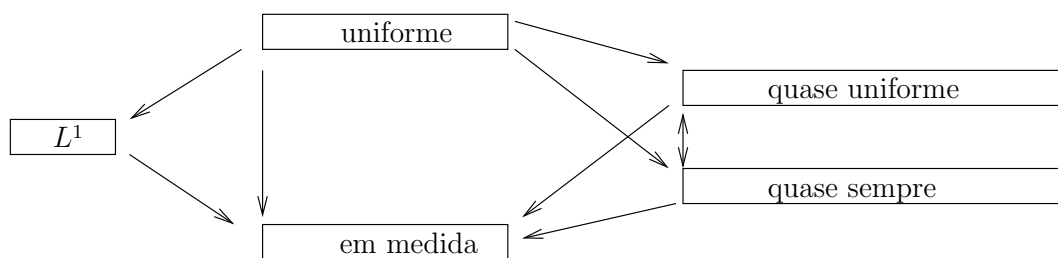 uniforme
quase uniforme
L¹
quase sempre
em medida